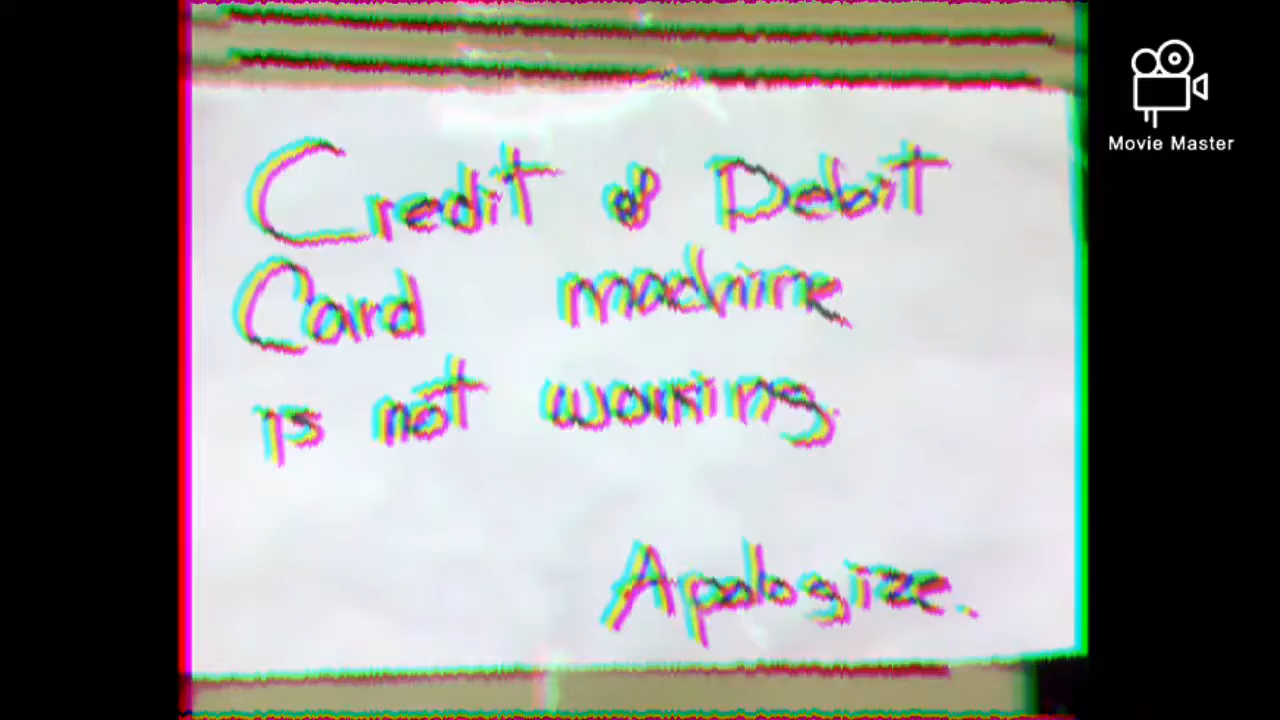 Credit & Debit
Card machine
is not working.
Apologize.
Movie Master